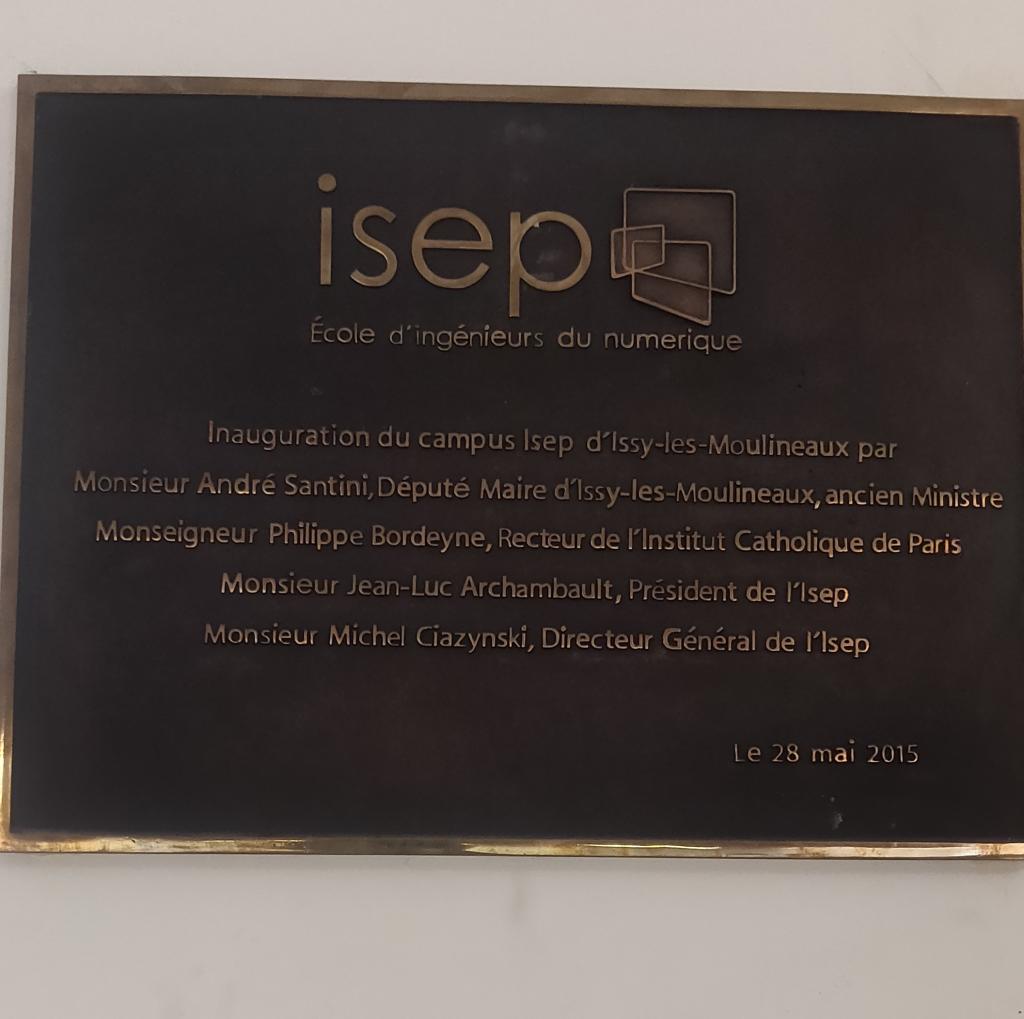 isep
École d'ingénieurs du numerique
Inauguration du campus Isep d'Issy-les-Moulineaux par
Monsieur André Santini, Député Maire d'Issy-les-Moulineaux, ancien Ministre
Monseigneur Philippe Bordeyne, Recteur de l'Institut Catholique de Paris
Monsieur Jean-Luc Archambault, Président de l'Isep
Monsieur Michel Ciazynski, Directeur Général de l'Isep
Le 28 mai 2015